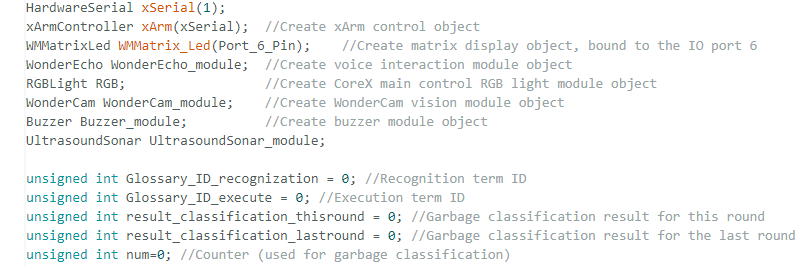 HardwareSerial xSerial(1);
xArmController xArm(xSerial);  //Create xArm control object
WMMatrixLed WMMatrix_Led(Port_6_Pin);    //Create matrix display object, bound to the IO port 6
WonderEcho WonderEcho_module;  //Create voice interaction module object
RGBLight RGB;                  //Create CoreX main control RGB light module object
WonderCam WonderCam_module;    //Create WonderCam vision module object
Buzzer Buzzer_module;          //Create buzzer module object
UltrasoundSonar UltrasoundSonar_module;

unsigned int Glossary_ID_recognization = 0; //Recognition term ID
unsigned int Glossary_ID_execute = 0; //Execution term ID
unsigned int result_classification_thisround = 0; //Garbage classification result for this round
unsigned int result_classification_lastround = 0; //Garbage classification result for the last round
unsigned int num=0; //Counter (used for garbage classification)